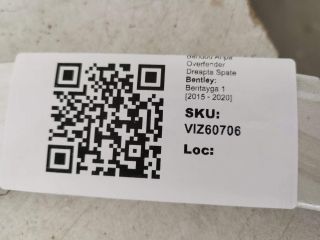 Bandou Aripa
Overfender
Dreapta Spate
Bentley:
Bentayga 1
[2015 - 2020]
SKU:
VIZ60706
Loc: